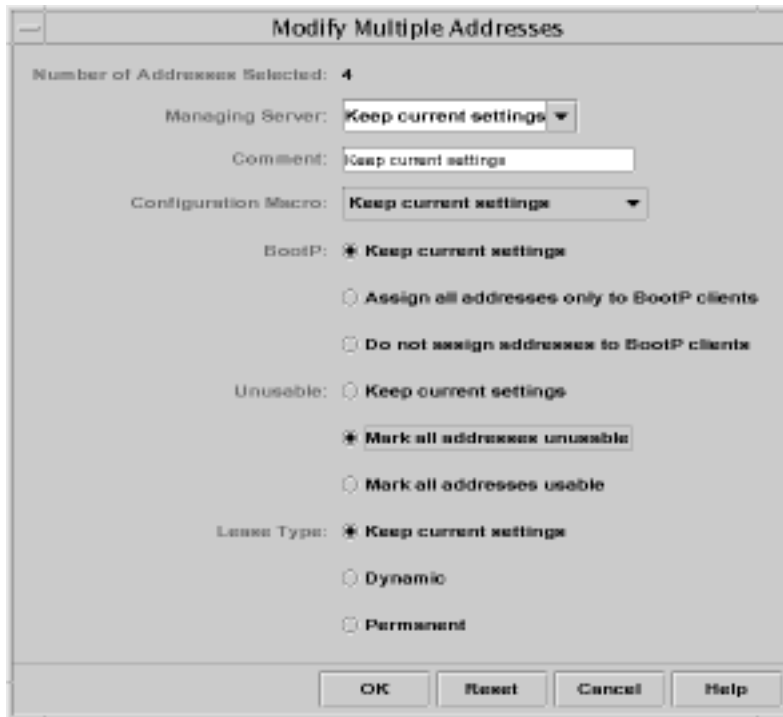 Modify Multiple Addresses
Number of Addresses Selected: 4
Managing Server: Keep current settings
Comment: Keep current settings
Configuration Macro: Keep current settings
BootP: Keep current settings
Assign all addresses only to BootP clients
Do not assign addresses to BootP clients
Unusable: Keep current settings
Mark all addresses unusable
Mark all addresses usable
Lease Type: Keep current settings
Dynamic
Permanent
OK Reset Cancel Help